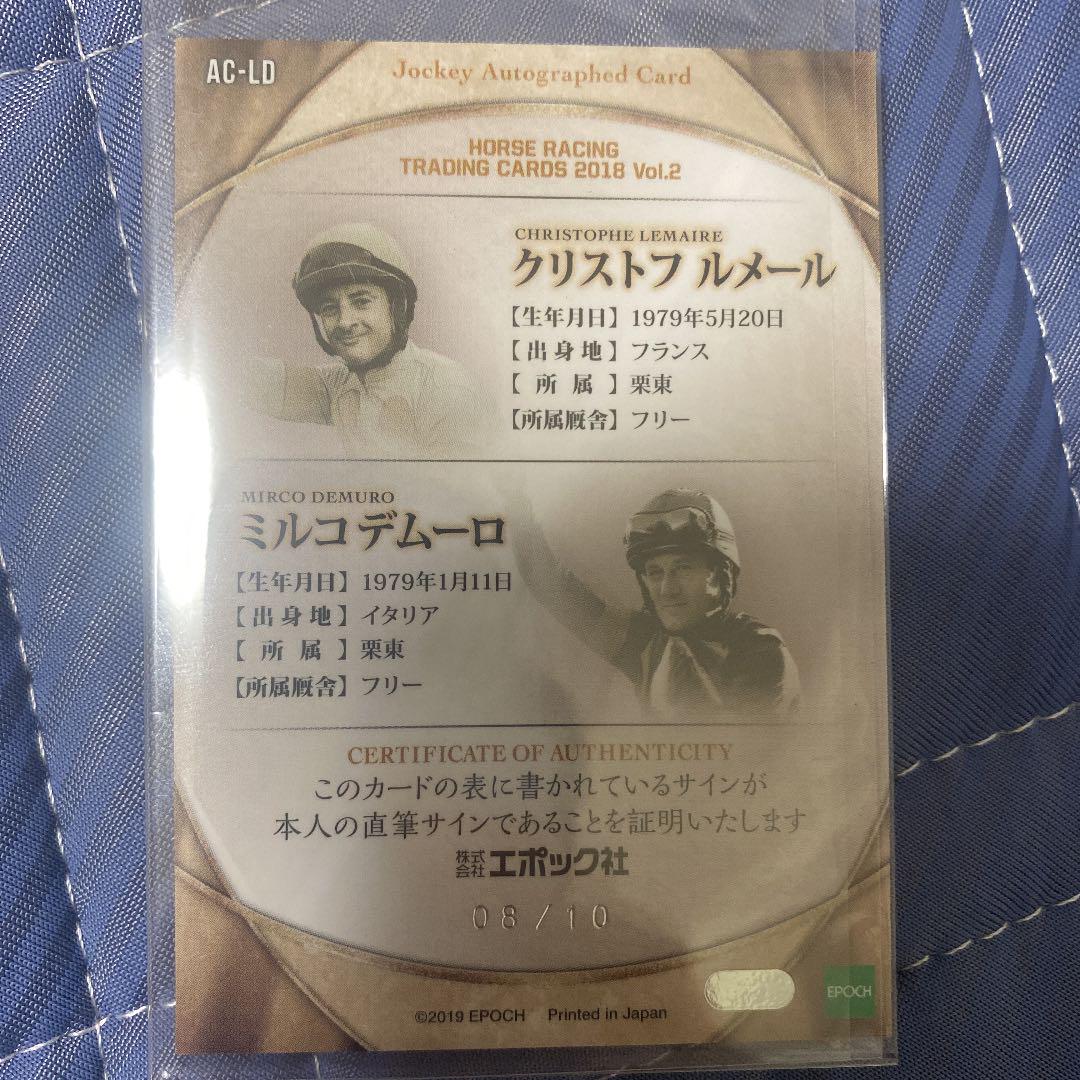 AC-LD
Jockey Autographed Card
HORSE RACING
TRADING CARDS 2018 Vol.2
CHRISTOPHE LEMAIRE
クリストフ ルメール
【生年月日】1979年5月20日
【出身地】フランス
【所属】栗東
【所属厩舎】フリー
MIRCO DEMURO
ミルコ デムーロ
【生年月日】1979年1月11日
【出身地】イタリア
【所属】栗東
【所属厩舎】フリー
CERTIFICATE OF AUTHENTICITY
このカードの表に書かれているサインが
本人の直筆サインであることを証明いたします
株式会社エポック社
08/10
EPOCH
©2019 EPOCH Printed in Japan